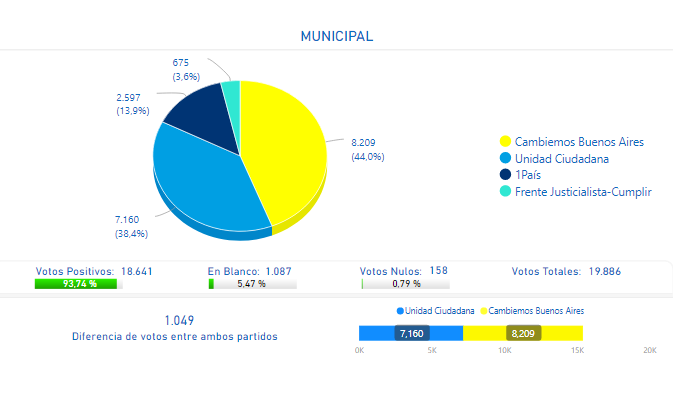 MUNICIPAL
675
(3,6%)
2.597
(13,9%)
8.209
(44,0%)
7.160
(38,4%)
Cambiemos Buenos Aires
Unidad Ciudadana
1País
Frente Justicialista-Cumplir
Votos Positivos: 18.641
93,74 %
En Blanco: 1.087
5,47 %
Votos Nulos: 158
0,79 %
Votos Totales: 19.886
1.049
Diferencia de votos entre ambos partidos
Unidad Ciudadana Cambiemos Buenos Aires
7,160 8,209
0K 5K 10K 15K 20K